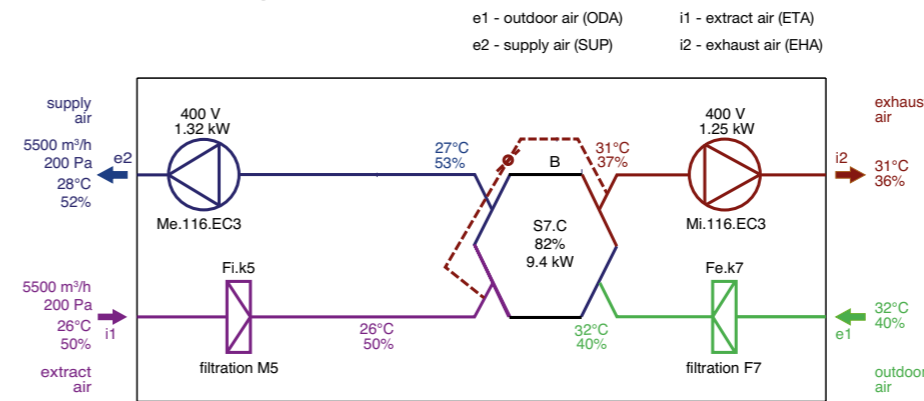 e1 - outdoor air (ODA)
i1 - extract air (ETA)
e2 - supply air (SUP)
i2 - exhaust air (EHA)
supply
air
5500 m³/h
200 Pa
e2
28°C
52%
400 V
1.32 kW
Me.116.EC3
27°C
53%
B
S7.C
82%
9.4 kW
31°C
37%
400 V
1.25 kW
Mi.116.EC3
exhaus
air
i2
31°C
36%
5500 m³/h
200 Pa
26°C
50%
i1
extract
air
Fi.k5
filtration M5
26°C
50%
32°C
40%
Fe.k7
filtration F7
32°C
40%
e1
outdoor
air